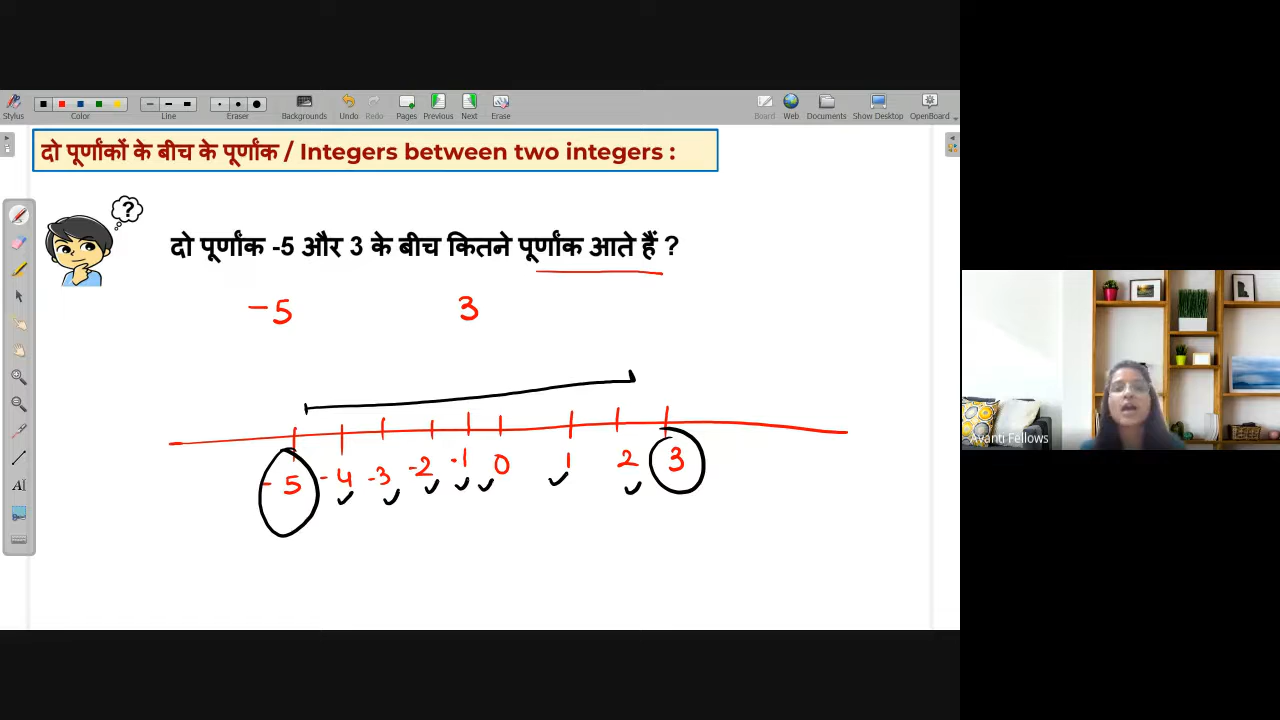 Stylus
Color
Line
Eraser
Backgrounds
Undo
Redo
Pages
Previous
Next
Erase
Board
Web
Documents
Show Desktop
OpenBoard
दो पूर्णांकों के बीच के पूर्णांक / Integers between two integers :
?
दो पूर्णांक -5 और 3 के बीच कितने पूर्णांक आते हैं ?
-5 3
-5 -4 -3 -2 -1 0 1 2 3
Avanti Fellows